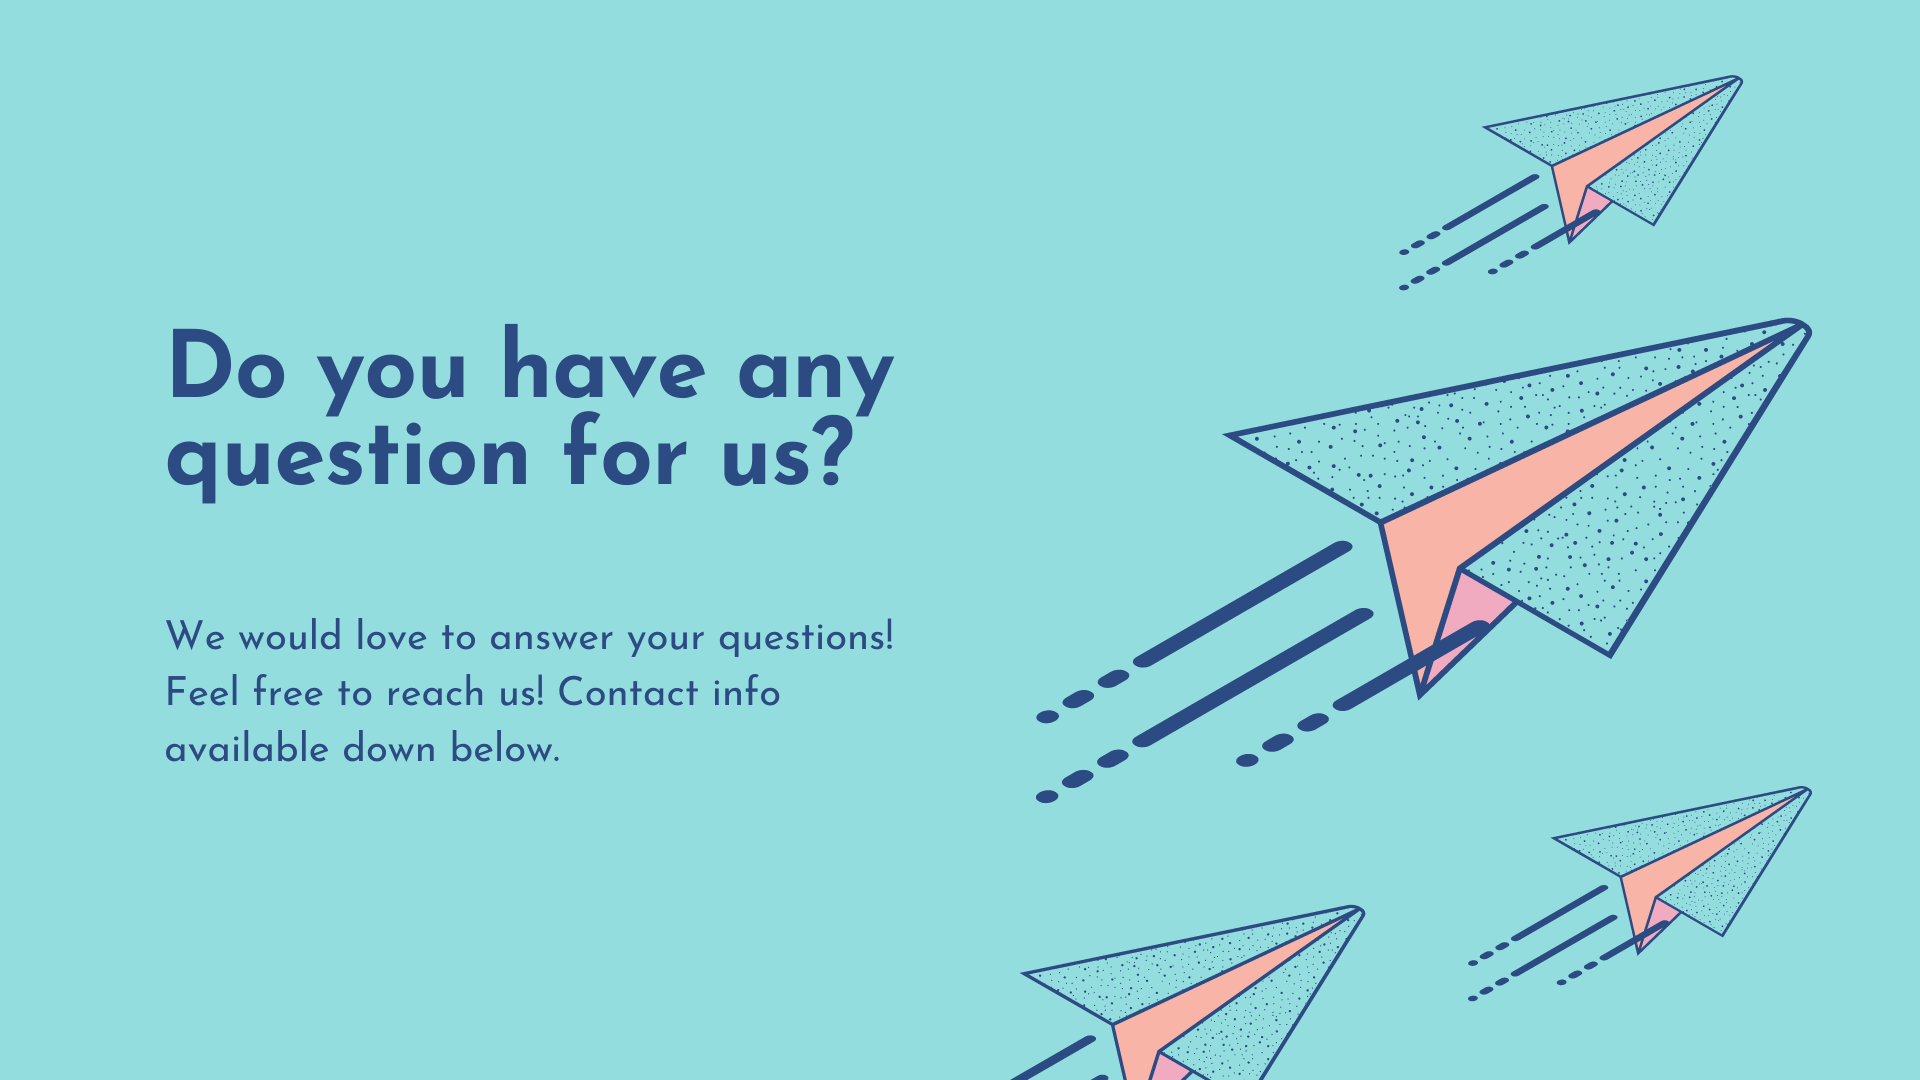 Do you have any
question for us?
We would love to answer your questions!
Feel free to reach us! Contact info
available down below.